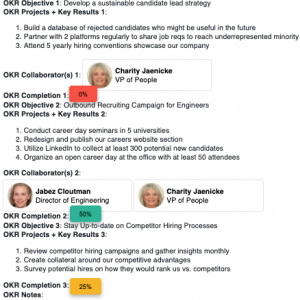 OKR Objective 1: Develop a sustainable candidate lead strategy
OKR Projects + Key Results 1:
1. Build a database of rejected candidates who might be useful in the future
2. Partner with 2 platforms regularly to share job reqs to reach underrepresented minority
3. Attend 5 yearly hiring conventions showcase our company
OKR Collaborator(s) 1:
Charity Jaenicke
VP of People
OKR Completion 1: 0%
OKR Objective 2: Outbound Recruiting Campaign for Engineers
OKR Projects + Key Results 2:
1. Conduct career day seminars in 5 universities
2. Redesign and publish our careers website section
3. Utilize LinkedIn to collect at least 300 potential new candidates
4. Organize an open career day at the office with at least 50 attendees
OKR Collaborator(s) 2:
Jabez Cloutman
Director of Engineering
Charity Jaenicke
VP of People
OKR Completion 2: 50%
OKR Objective 3: Stay Up-to-date on Competitor Hiring Processes
OKR Projects + Key Results 3:
1. Review competitor hiring campaigns and gather insights monthly
2. Create collateral around our competitive advantages
3. Survey potential hires on how they would rank us vs. competitors
OKR Completion 3: 25%
OKR Notes: